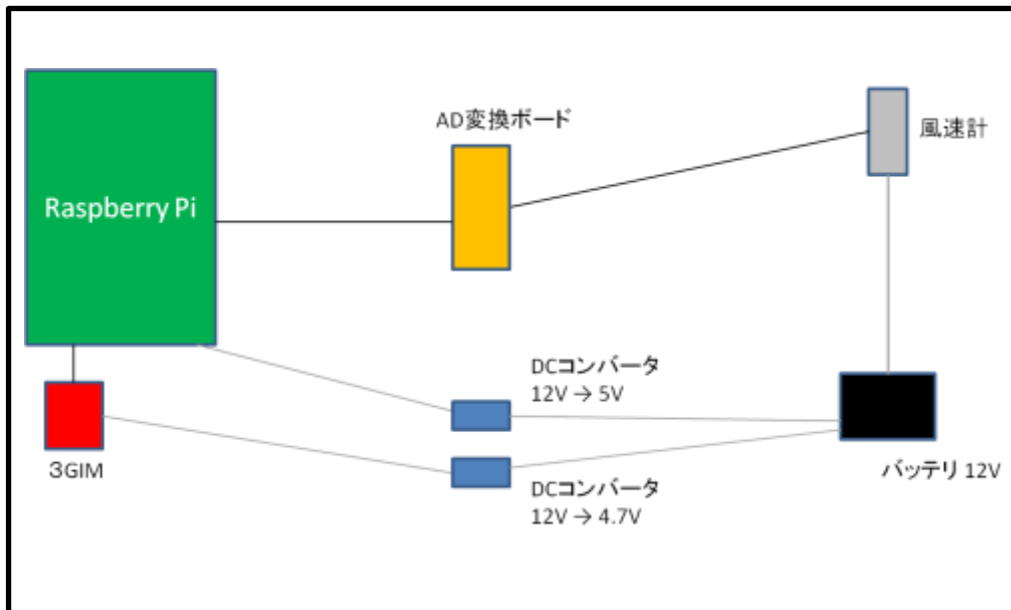 AD変換ボード
風速計
Raspberry Pi
DCコンバータ
12V → 5V
3GIM
バッテリ 12V
DCコンバータ
12V → 4.7V